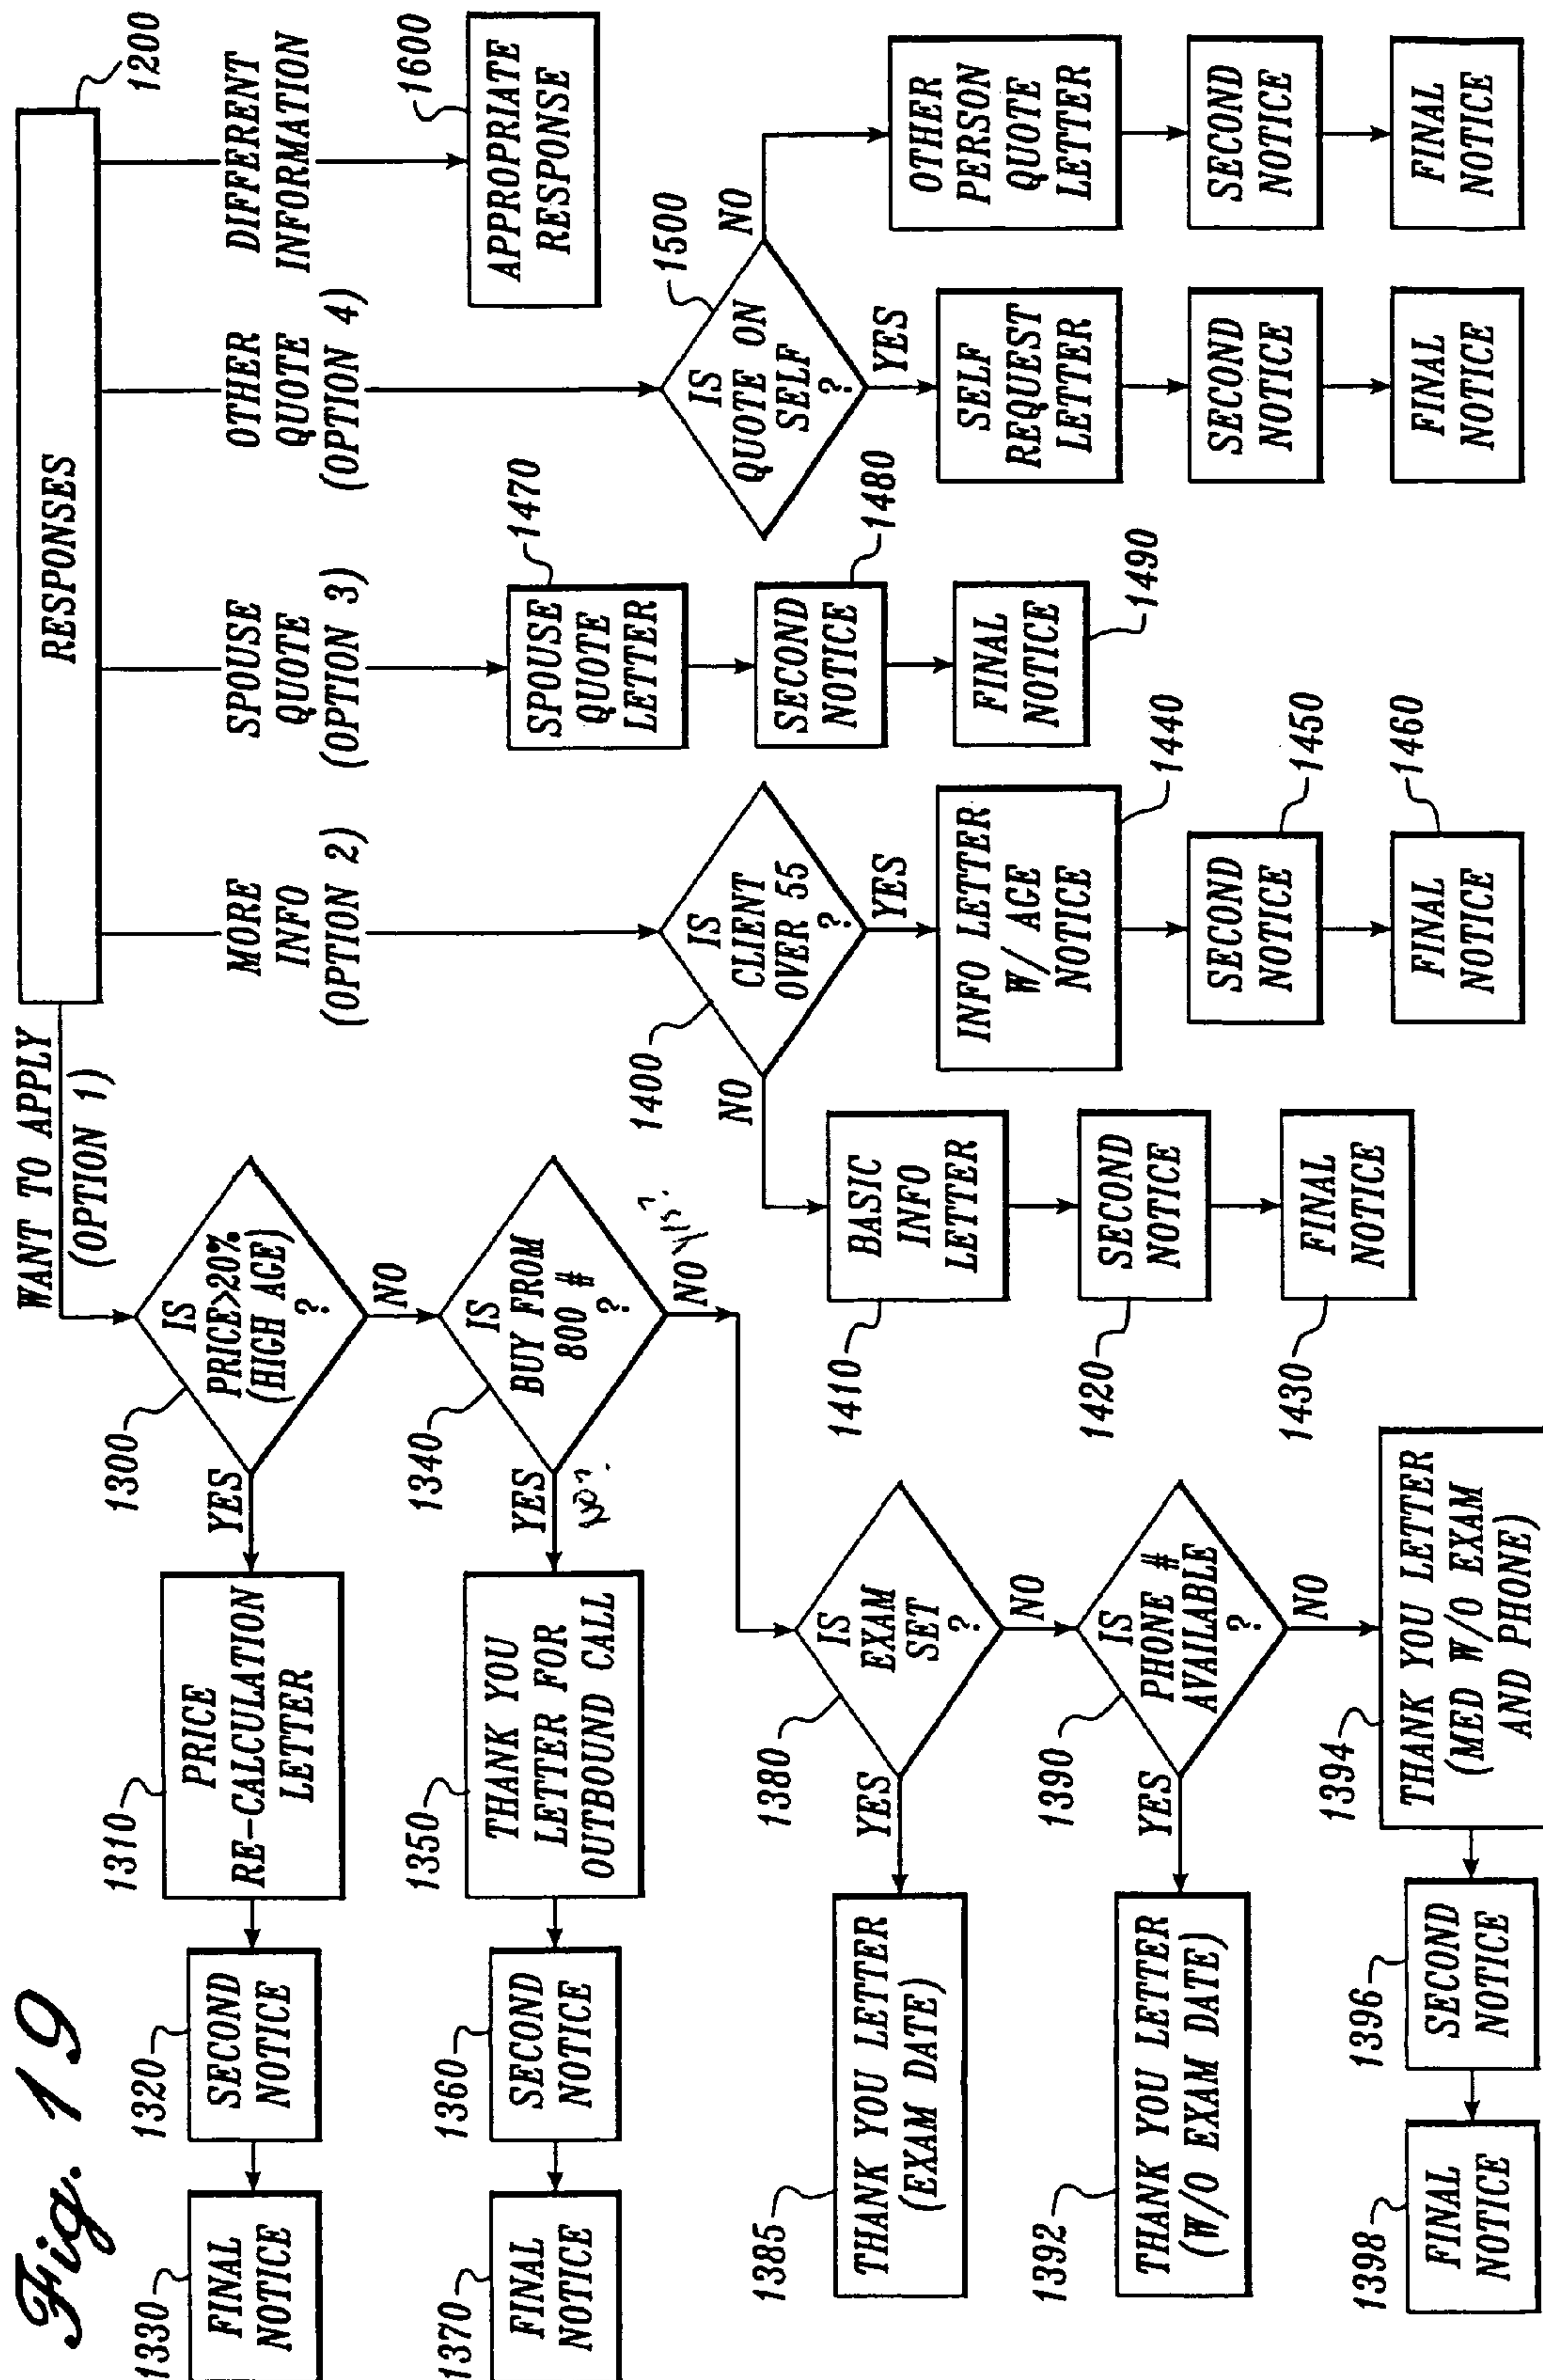 Fig. 19
RESPONSES
1200
WANT TO APPLY
(OPTION 1)
MORE
INFO
(OPTION 2)
SPOUSE
QUOTE
(OPTION 3)
OTHER
QUOTE
(OPTION 4)
DIFFERENT
INFORMATION
1600
APPROPRIATE
RESPONSE
1300
IS
PRICE>20%
(HIGH AGE)
?
YES
NO
1310
PRICE
RE-CALCULATION
LETTER
1320
SECOND
NOTICE
1330
FINAL
NOTICE
1340
IS
BUY FROM
800 #
?
YES
NO?
NO
YES?
1350
THANK YOU
LETTER FOR
OUTBOUND CALL
1360
SECOND
NOTICE
1370
FINAL
NOTICE
1380
IS
EXAM
SET
?
YES
NO
1385
THANK YOU LETTER
(EXAM DATE)
1390
IS
PHONE #
AVAILABLE
?
YES
NO
1392
THANK YOU LETTER
(W/O EXAM DATE)
1394
THANK YOU LETTER
(MED W/O EXAM
AND PHONE)
1396
SECOND
NOTICE
1398
FINAL
NOTICE
1400
IS
CLIENT
OVER 55
?
NO
YES
1410
BASIC
INFO
LETTER
1420
SECOND
NOTICE
1430
FINAL
NOTICE
1440
INFO LETTER
W/ AGE
NOTICE
1450
SECOND
NOTICE
1460
FINAL
NOTICE
1470
SPOUSE
QUOTE
LETTER
1480
SECOND
NOTICE
1490
FINAL
NOTICE
1500
IS
QUOTE ON
SELF
?
YES
NO
SELF
REQUEST
LETTER
SECOND
NOTICE
FINAL
NOTICE
OTHER
PERSON
QUOTE
LETTER
SECOND
NOTICE
FINAL
NOTICE